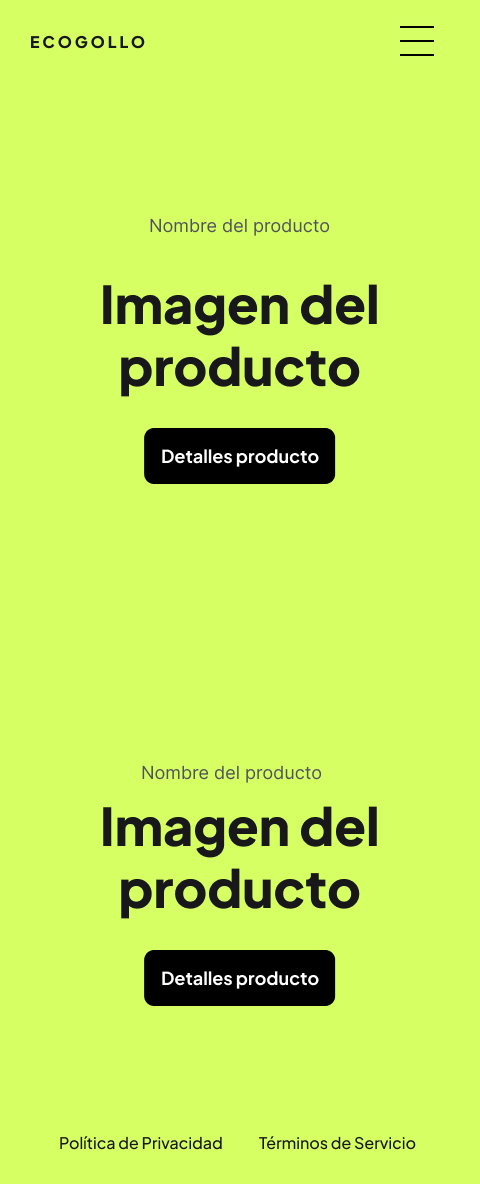 ECOGOLLO
Nombre del producto
Imagen del
producto
Detalles producto
Nombre del producto
Imagen del
producto
Detalles producto
Política de Privacidad
Términos de Servicio